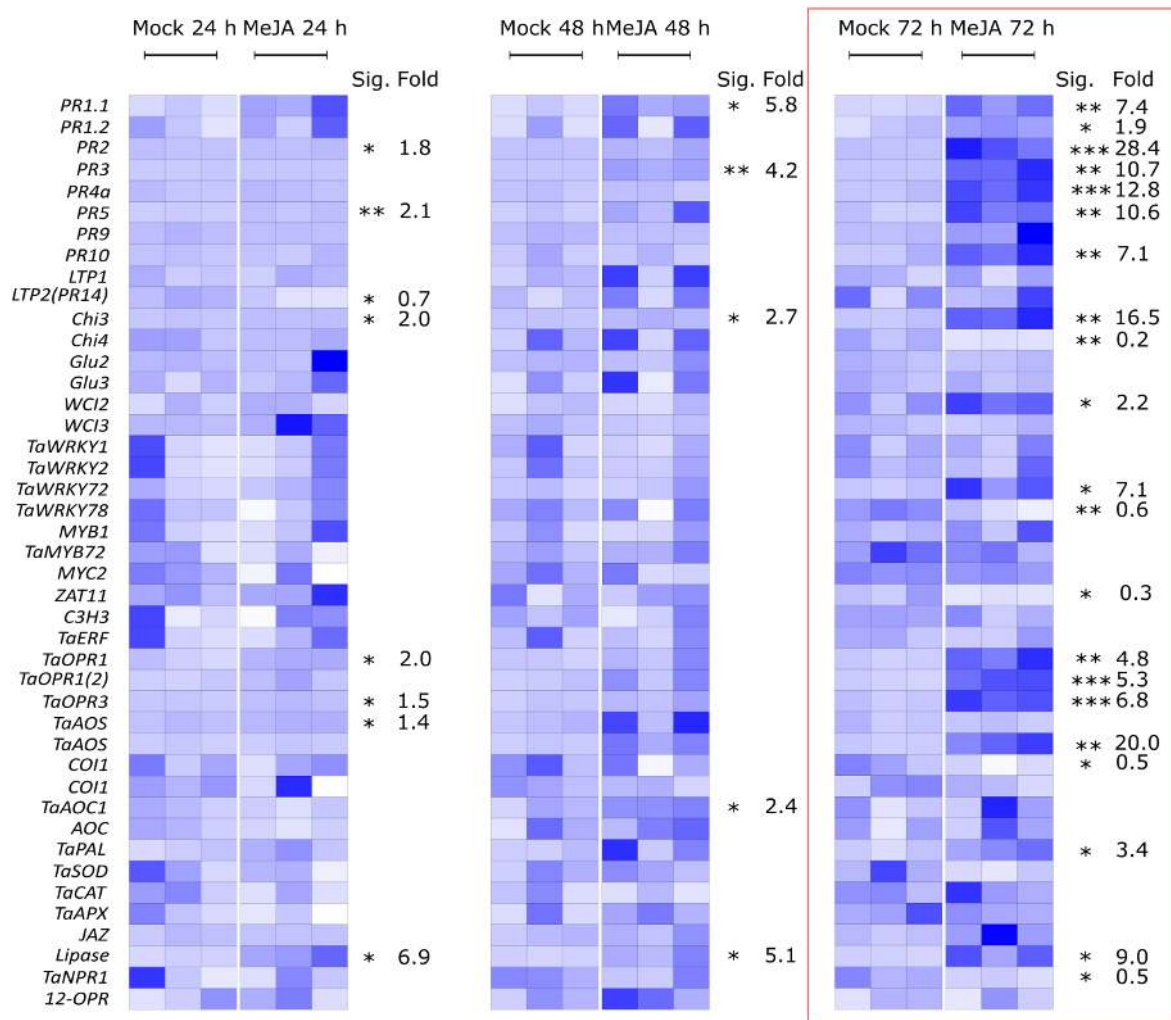 Mock 24 h MeJA 24 h Mock 48 h MeJA 48 h Mock 72 h MeJA 72 h
Sig. Fold Sig. Fold Sig. Fold
PR1.1 * 5.8 ** 7.4
PR1.2 * 1.9
PR2 * 1.8 *** 28.4
PR3 ** 4.2 ** 10.7
PR4a *** 12.8
PR5 ** 2.1 ** 10.6
PR9
PR10 ** 7.1
LTP1
LTP2(PR14) * 0.7
Chi3 * 2.0 * 2.7 ** 16.5
Chi4 ** 0.2
Glu2
Glu3
WCI2 * 2.2
WCI3
TaWRKY1
TaWRKY2
TaWRKY72 * 7.1
TaWRKY78 ** 0.6
MYB1
TaMYB72
MYC2
ZAT11 * 0.3
C3H3
TaERF
TaOPR1 * 2.0 ** 4.8
TaOPR1(2) *** 5.3
TaOPR3 * 1.5 *** 6.8
TaAOS * 1.4
TaAOS ** 20.0
COI1 * 0.5
COI1
TaAOC1 * 2.4
AOC
TaPAL * 3.4
TaSOD
TaCAT
TaAPX
JAZ
Lipase * 6.9 * 5.1 * 9.0
TaNPR1 * 0.5
12-OPR